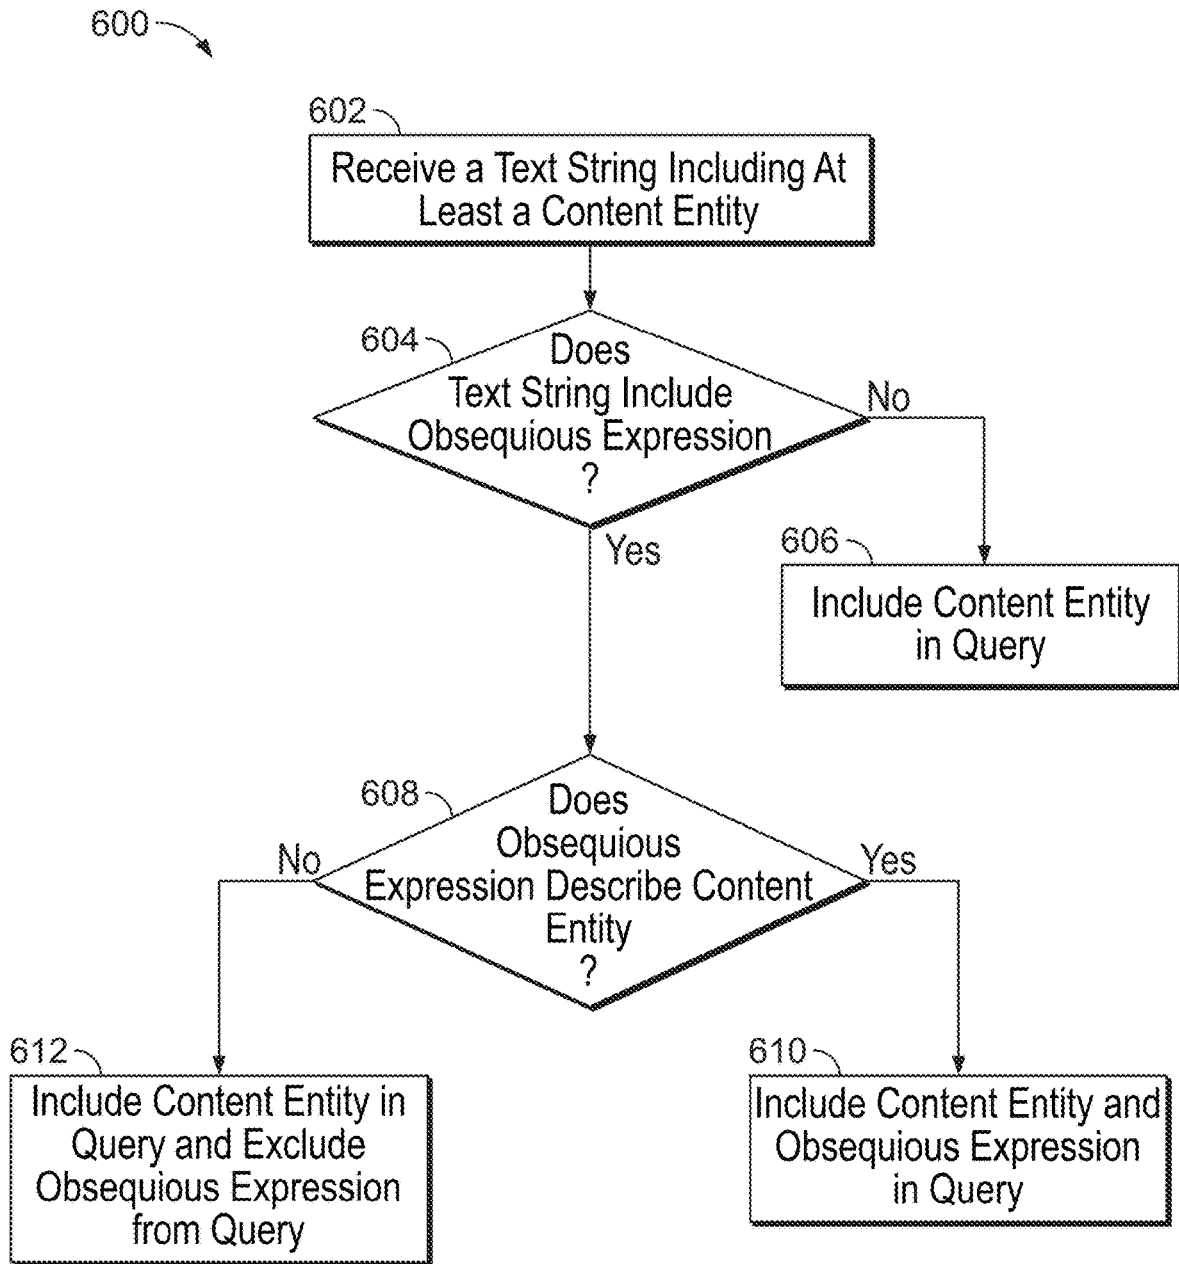 600
602
Receive a Text String Including At
Least a Content Entity
604
Does
Text String Include
Obsequious Expression
?
No
Yes
606
Include Content Entity
in Query
608
Does
Obsequious
Expression Describe Content
Entity
?
No
Yes
612
Include Content Entity in
Query and Exclude
Obsequious Expression
from Query
610
Include Content Entity and
Obsequious Expression
in Query